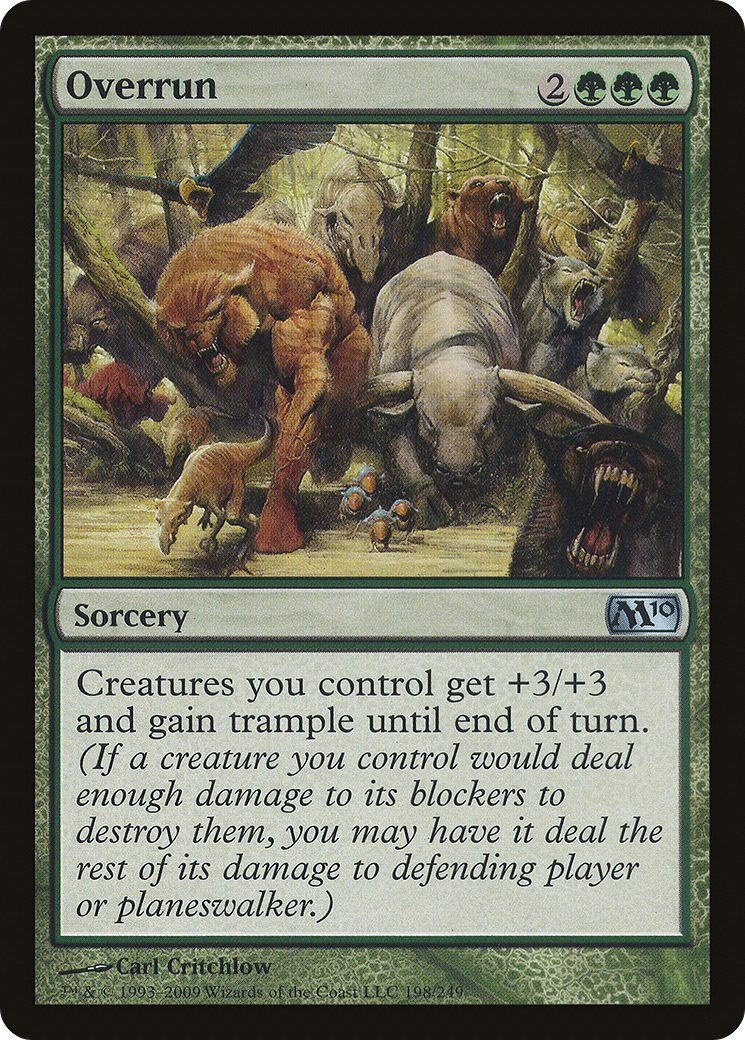 Overrun 2
Sorcery M10
Creatures you control get +3/+3
and gain trample until end of turn.
(If a creature you control would deal
enough damage to its blockers to
destroy them, you may have it deal the
rest of its damage to defending player
or planeswalker.)
Carl Critchlow
™ & © 1993–2009 Wizards of the Coast LLC 198/249